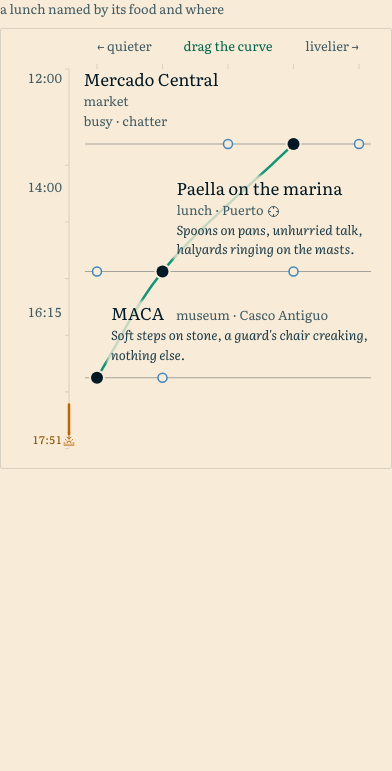 a lunch named by its food and where
← quieter drag the curve livelier →
12:00 Mercado Central
market
busy · chatter
14:00 Paella on the marina
lunch · Puerto
Spoons on pans, unhurried talk,
halyards ringing on the masts.
16:15 MACA museum · Casco Antiguo
Soft steps on stone, a guard's chair creaking,
nothing else.
17:51